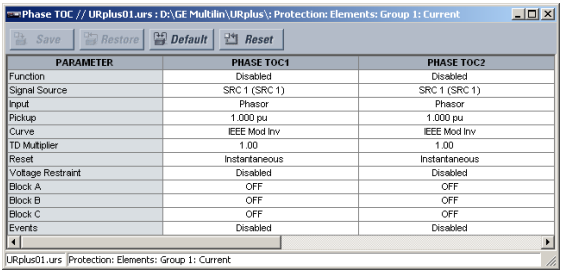 Phase TOC // URplus01.urs : D:\GE Multilin\URplus\: Protection: Elements: Group 1: Current
Save Restore Default Reset
PARAMETER PHASE TOC1 PHASE TOC2
Function Disabled Disabled
Signal Source SRC 1 (SRC 1) SRC 1 (SRC 1)
Input Phasor Phasor
Pickup 1.000 pu 1.000 pu
Curve IEEE Mod Inv IEEE Mod Inv
TD Multiplier 1.00 1.00
Reset Instantaneous Instantaneous
Voltage Restraint Disabled Disabled
Block A OFF OFF
Block B OFF OFF
Block C OFF OFF
Events Disabled Disabled
URplus01.urs Protection: Elements: Group 1: Current